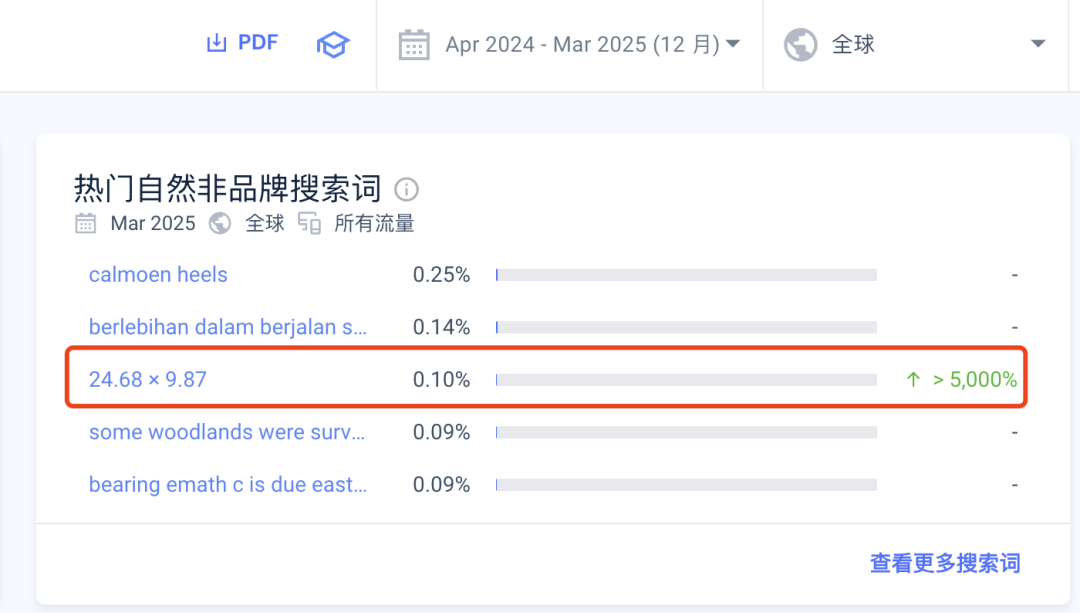 PDF
Apr 2024 - Mar 2025 (12 月)
全球
热门自然非品牌搜索词
Mar 2025 全球 所有流量
calmoen heels 0.25% -
berlebihan dalam berjalan s... 0.14% -
24.68 × 9.87 0.10% ↑ > 5,000%
some woodlands were surv... 0.09% -
bearing emath c is due east... 0.09% -
查看更多搜索词